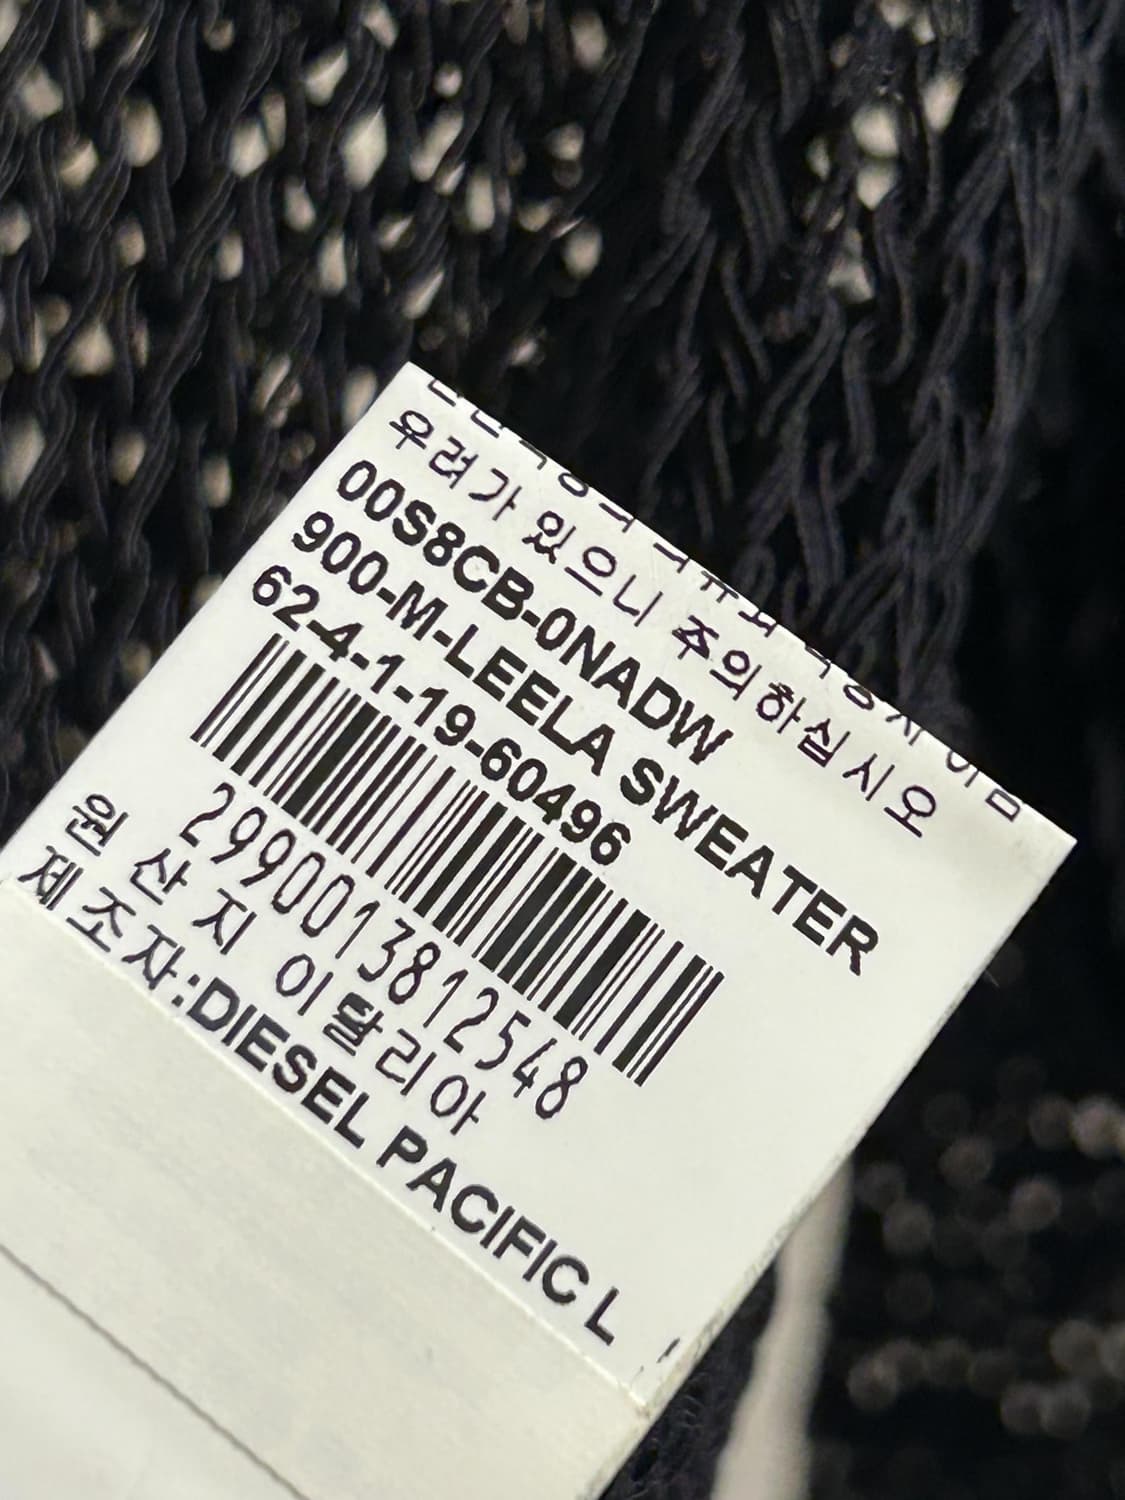 우려가 있으니 주의하십시오
00S8CB-0NADW
900-M-LEELA SWEATER
62-4-1-19-60496
2990013812548
원 산 지 이탈리아
제조자:DIESEL PACIFIC L